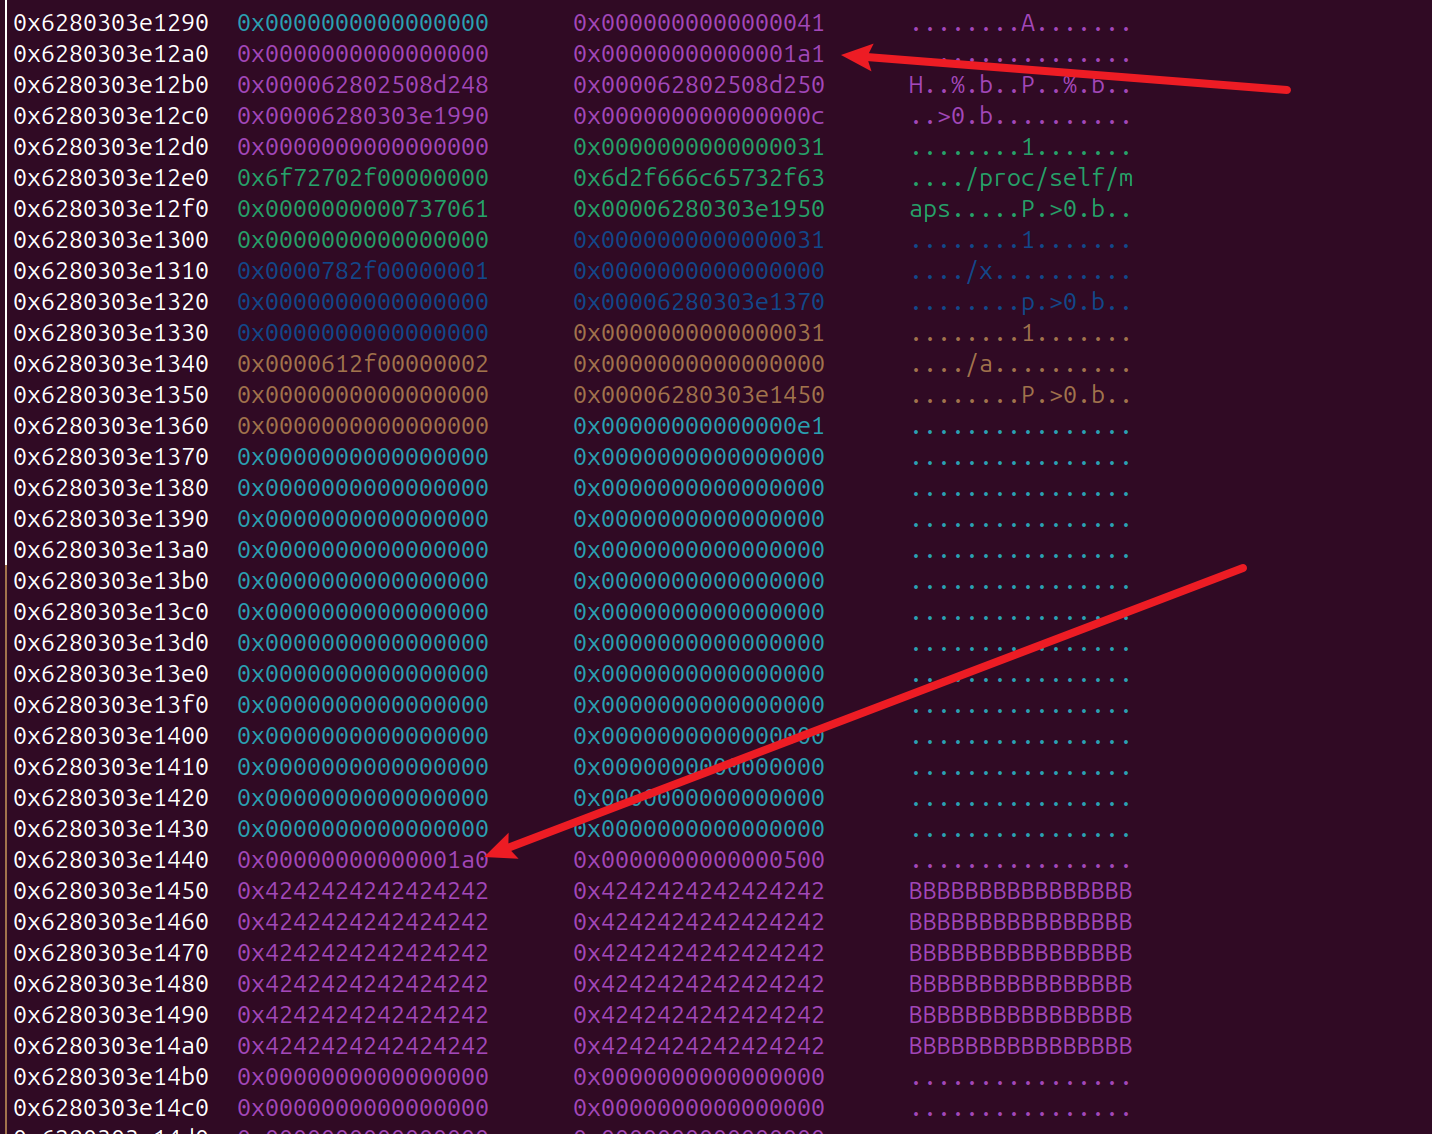 0x6280303e1290 0x0000000000000000 0x0000000000000041 ........A.......
0x6280303e12a0 0x0000000000000000 0x00000000000001a1 ................
0x6280303e12b0 0x000062802508d248 0x000062802508d250 H..%.b..P..%.b..
0x6280303e12c0 0x00006280303e1990 0x000000000000000c ..>0.b..........
0x6280303e12d0 0x0000000000000000 0x0000000000000031 ........1.......
0x6280303e12e0 0x6f72702f00000000 0x6d2f666c65732f63 ..../proc/self/m
0x6280303e12f0 0x0000000000737061 0x00006280303e1950 aps.....P.>0.b..
0x6280303e1300 0x0000000000000000 0x0000000000000031 ........1.......
0x6280303e1310 0x0000782f00000001 0x0000000000000000 ..../x..........
0x6280303e1320 0x0000000000000000 0x00006280303e1370 ........p.>0.b..
0x6280303e1330 0x0000000000000000 0x0000000000000031 ........1.......
0x6280303e1340 0x0000612f00000002 0x0000000000000000 ..../a..........
0x6280303e1350 0x0000000000000000 0x00006280303e1450 ........P.>0.b..
0x6280303e1360 0x0000000000000000 0x00000000000000e1 ................
0x6280303e1370 0x0000000000000000 0x0000000000000000 ................
0x6280303e1380 0x0000000000000000 0x0000000000000000 ................
0x6280303e1390 0x0000000000000000 0x0000000000000000 ................
0x6280303e13a0 0x0000000000000000 0x0000000000000000 ................
0x6280303e13b0 0x0000000000000000 0x0000000000000000 ................
0x6280303e13c0 0x0000000000000000 0x0000000000000000 ................
0x6280303e13d0 0x0000000000000000 0x0000000000000000 ................
0x6280303e13e0 0x0000000000000000 0x0000000000000000 ................
0x6280303e13f0 0x0000000000000000 0x0000000000000000 ................
0x6280303e1400 0x0000000000000000 0x0000000000000000 ................
0x6280303e1410 0x0000000000000000 0x0000000000000000 ................
0x6280303e1420 0x0000000000000000 0x0000000000000000 ................
0x6280303e1430 0x0000000000000000 0x0000000000000000 ................
0x6280303e1440 0x00000000000001a0 0x0000000000000500 ................
0x6280303e1450 0x4242424242424242 0x4242424242424242 BBBBBBBBBBBBBBBB
0x6280303e1460 0x4242424242424242 0x4242424242424242 BBBBBBBBBBBBBBBB
0x6280303e1470 0x4242424242424242 0x4242424242424242 BBBBBBBBBBBBBBBB
0x6280303e1480 0x4242424242424242 0x4242424242424242 BBBBBBBBBBBBBBBB
0x6280303e1490 0x4242424242424242 0x4242424242424242 BBBBBBBBBBBBBBBB
0x6280303e14a0 0x4242424242424242 0x4242424242424242 BBBBBBBBBBBBBBBB
0x6280303e14b0 0x0000000000000000 0x0000000000000000 ................
0x6280303e14c0 0x0000000000000000 0x0000000000000000 ................